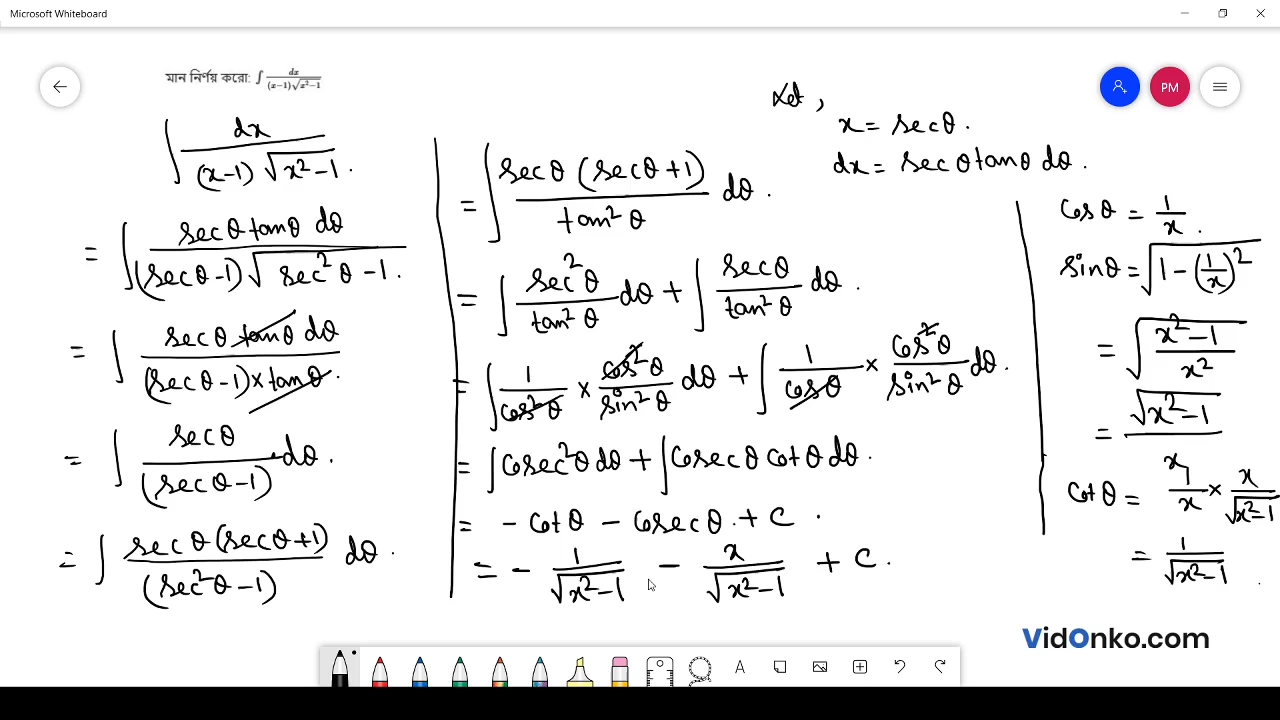 Microsoft Whiteboard
মান নির্ণয় করো: ∫ dx/((x−1)√(x²−1))
PM
∫ dx/((x−1)√(x²−1)).
= ∫ secθ tanθ dθ/((secθ−1)√(sec²θ−1)).
= ∫ secθ tanθ dθ/((secθ−1)×tanθ).
= ∫ secθ/(secθ−1) dθ.
= ∫ secθ(secθ+1)/(sec²θ−1) dθ.
= ∫ secθ(secθ+1)/tan²θ dθ.
= ∫ sec²θ/tan²θ dθ + ∫ secθ/tan²θ dθ.
= ∫ 1/cos²θ × cos²θ/sin²θ dθ + ∫ 1/cosθ × cos²θ/sin²θ dθ.
= ∫ cosec²θ dθ + ∫ cosecθ cotθ dθ.
= − cotθ − cosecθ + c.
= − 1/√(x²−1) − x/√(x²−1) + c.
Let,
x = secθ.
dx = secθ tanθ dθ.
cosθ = 1/x.
sinθ = √(1−(1/x)²)
= √((x²−1)/x²)
= √(x²−1)/x
cotθ = 1/x × x/√(x²−1)
= 1/√(x²−1).
VidOnko.com
A